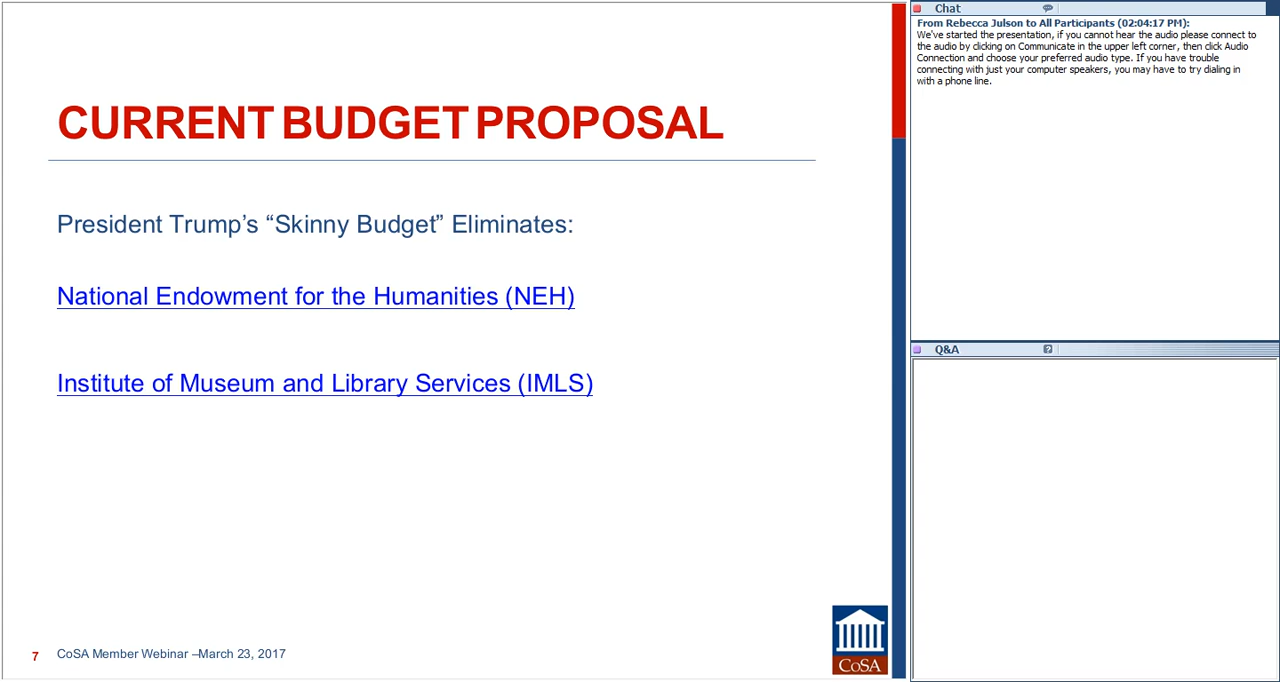 CURRENT BUDGET PROPOSAL
President Trump’s “Skinny Budget” Eliminates:
National Endowment for the Humanities (NEH)
Institute of Museum and Library Services (IMLS)
7 CoSA Member Webinar –March 23, 2017
CoSA
Chat
From Rebecca Julson to All Participants (02:04:17 PM):
We've started the presentation, if you cannot hear the audio please connect to
the audio by clicking on Communicate in the upper left corner, then click Audio
Connection and choose your preferred audio type. If you have trouble
connecting with just your computer speakers, you may have to try dialing in
with a phone line.
Q&A